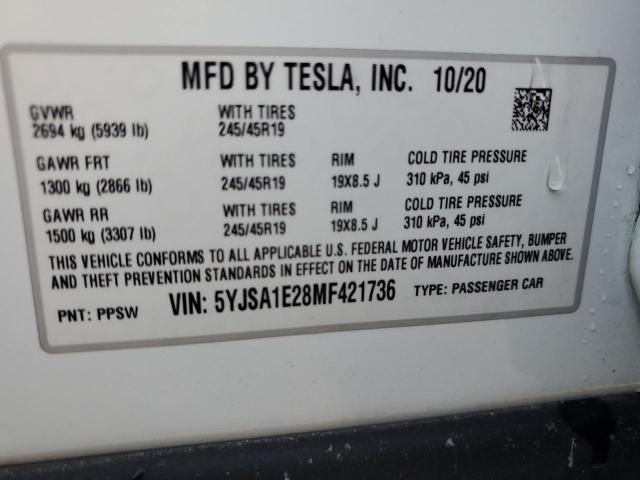 MFD BY TESLA, INC. 10/20
GVWR WITH TIRES
2694 kg (5939 lb) 245/45R19
GAWR FRT WITH TIRES RIM COLD TIRE PRESSURE
1300 kg (2866 lb) 245/45R19 19X8.5 J 310 kPa, 45 psi
GAWR RR WITH TIRES RIM COLD TIRE PRESSURE
1500 kg (3307 lb) 245/45R19 19X8.5 J 310 kPa, 45 psi
THIS VEHICLE CONFORMS TO ALL APPLICABLE U.S. FEDERAL MOTOR VEHICLE SAFETY, BUMPER
AND THEFT PREVENTION STANDARDS IN EFFECT ON THE DATE OF MANUFACTURE SHOWN ABOVE.
PNT: PPSW VIN: 5YJSA1E28MF421736 TYPE: PASSENGER CAR